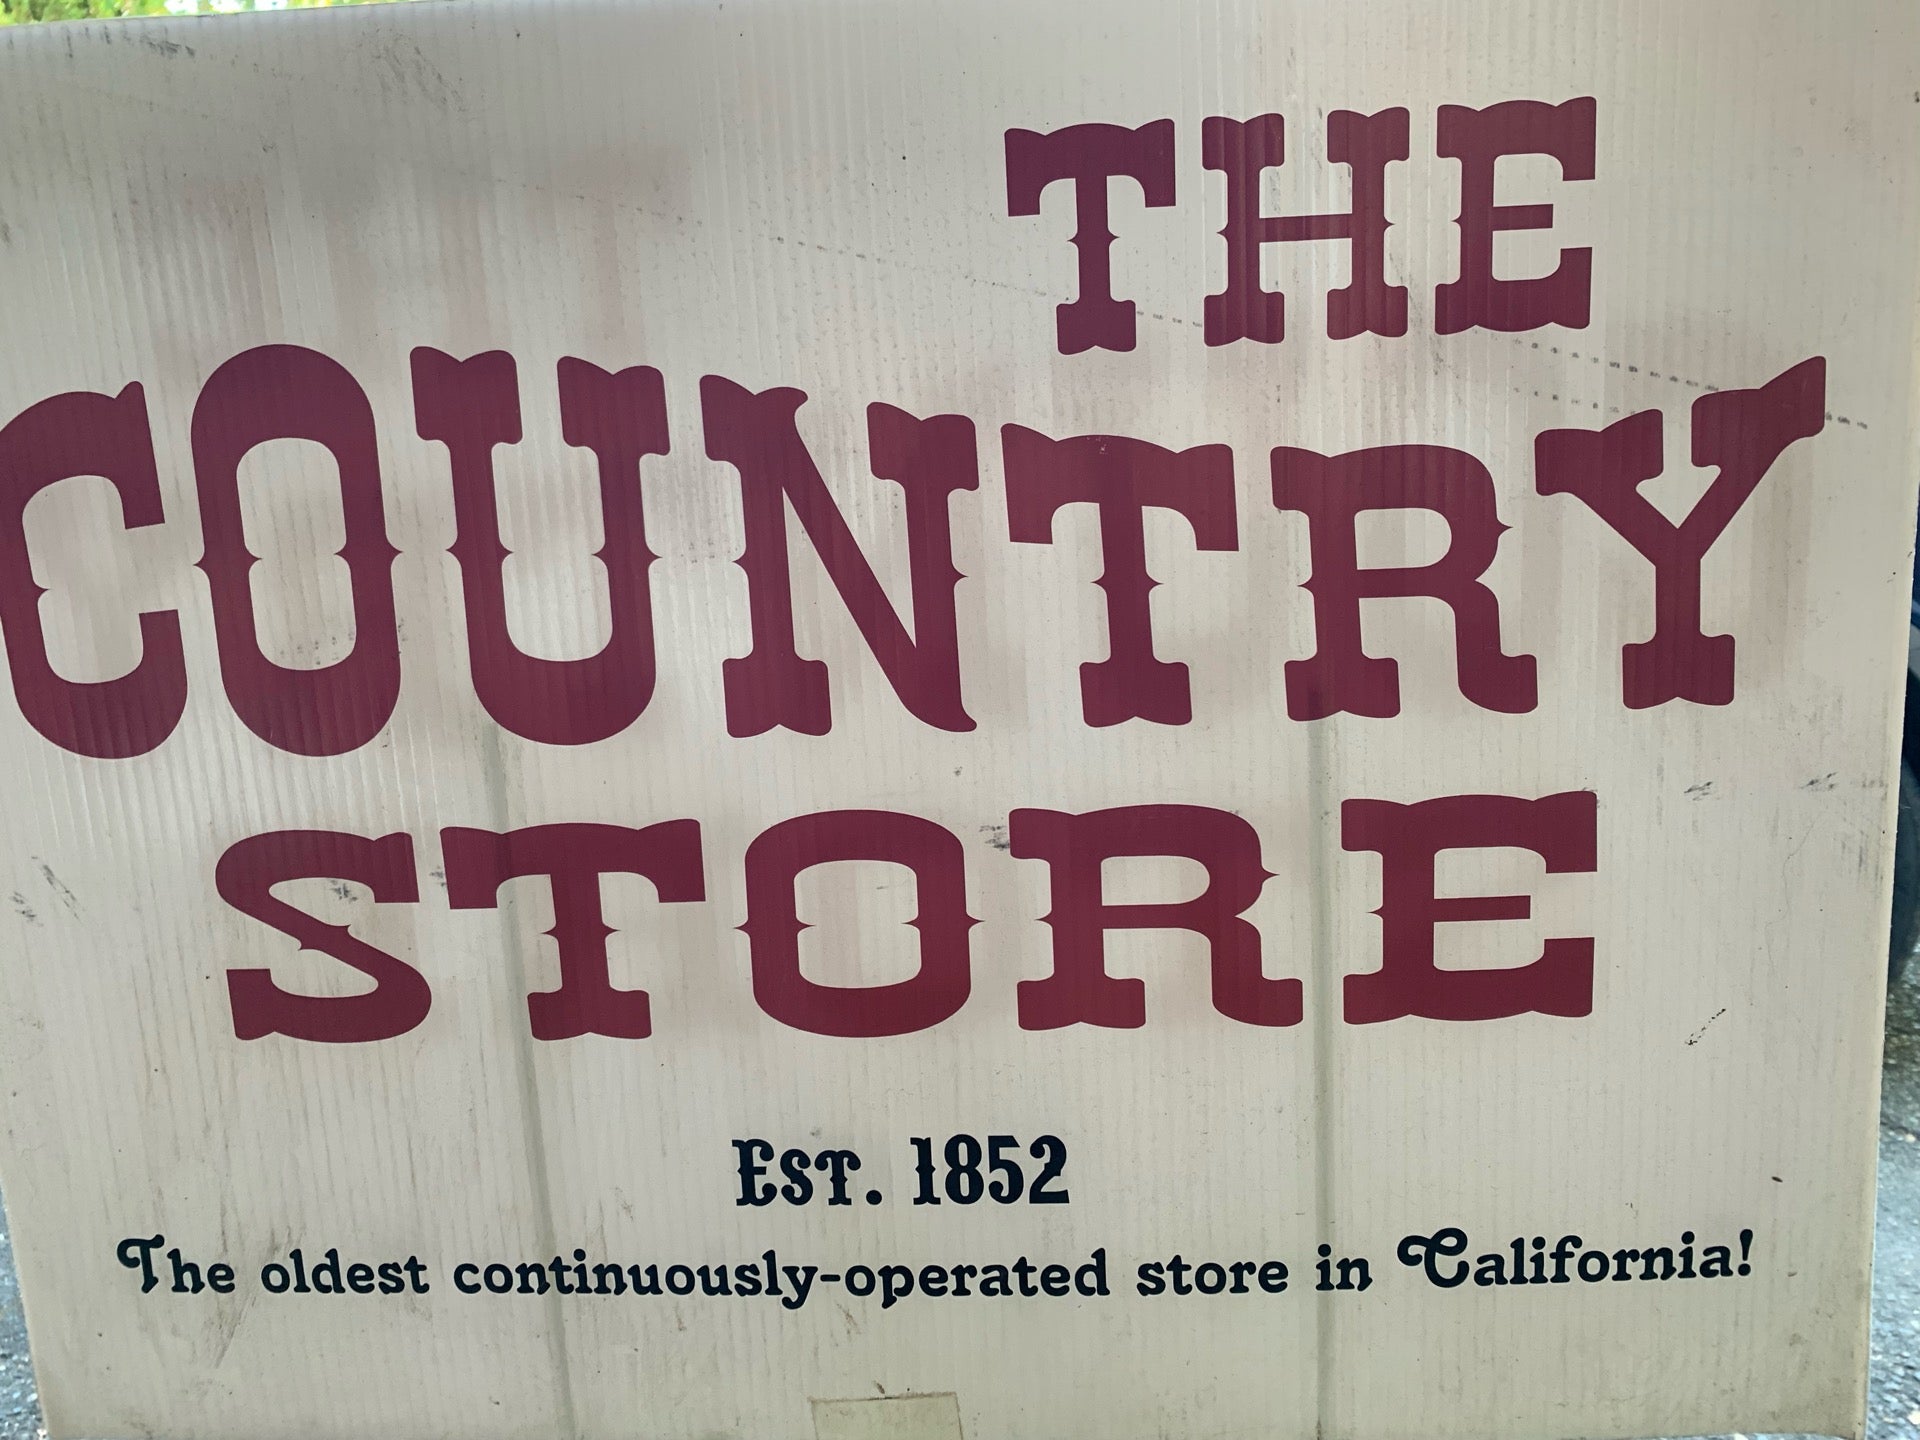 THE
COUNTRY
STORE
EST. 1852
The oldest continuously-operated store in California!